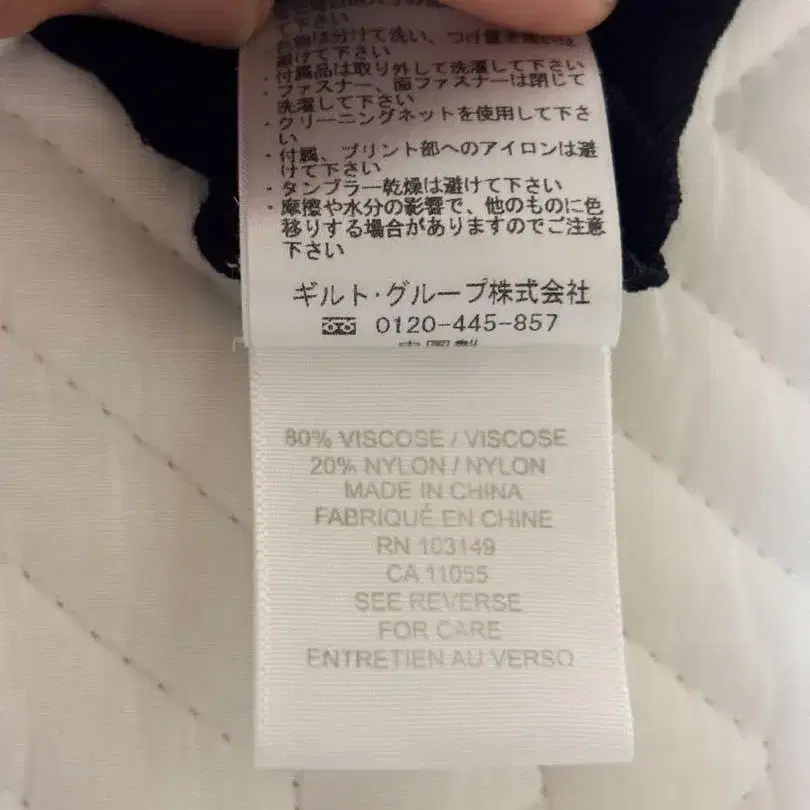 色物は分けて洗い、つけ置き洗いは
避けて下さい
・付属品は取り外して洗濯して下さい
・ファスナー、面ファスナーは閉じて
洗濯して下さい
・クリーニングネットを使用して下さ
い
・付属、プリント部へのアイロンは避
けて下さい
・タンブラー乾燥は避けて下さい
・摩擦や水分の影響で、他のものに色
移りする場合がありますのでご注意
下さい
ギルト・グループ株式会社
0120-445-857
中国製
80% VISCOSE / VISCOSE
20% NYLON / NYLON
MADE IN CHINA
FABRIQUÉ EN CHINE
RN 103149
CA 11055
SEE REVERSE
FOR CARE
ENTRETIEN AU VERSO